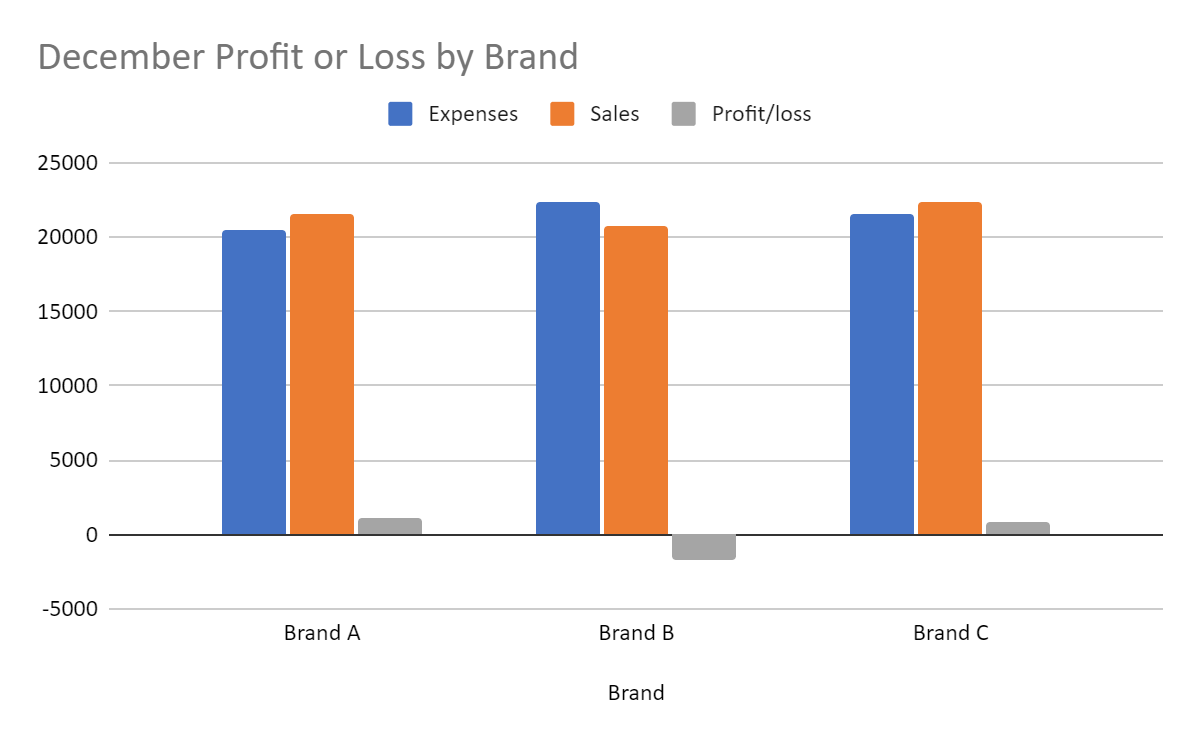 December Profit or Loss by Brand
Expenses Sales Profit/loss
25000
20000
15000
10000
5000
0
-5000
Brand A Brand B Brand C
Brand